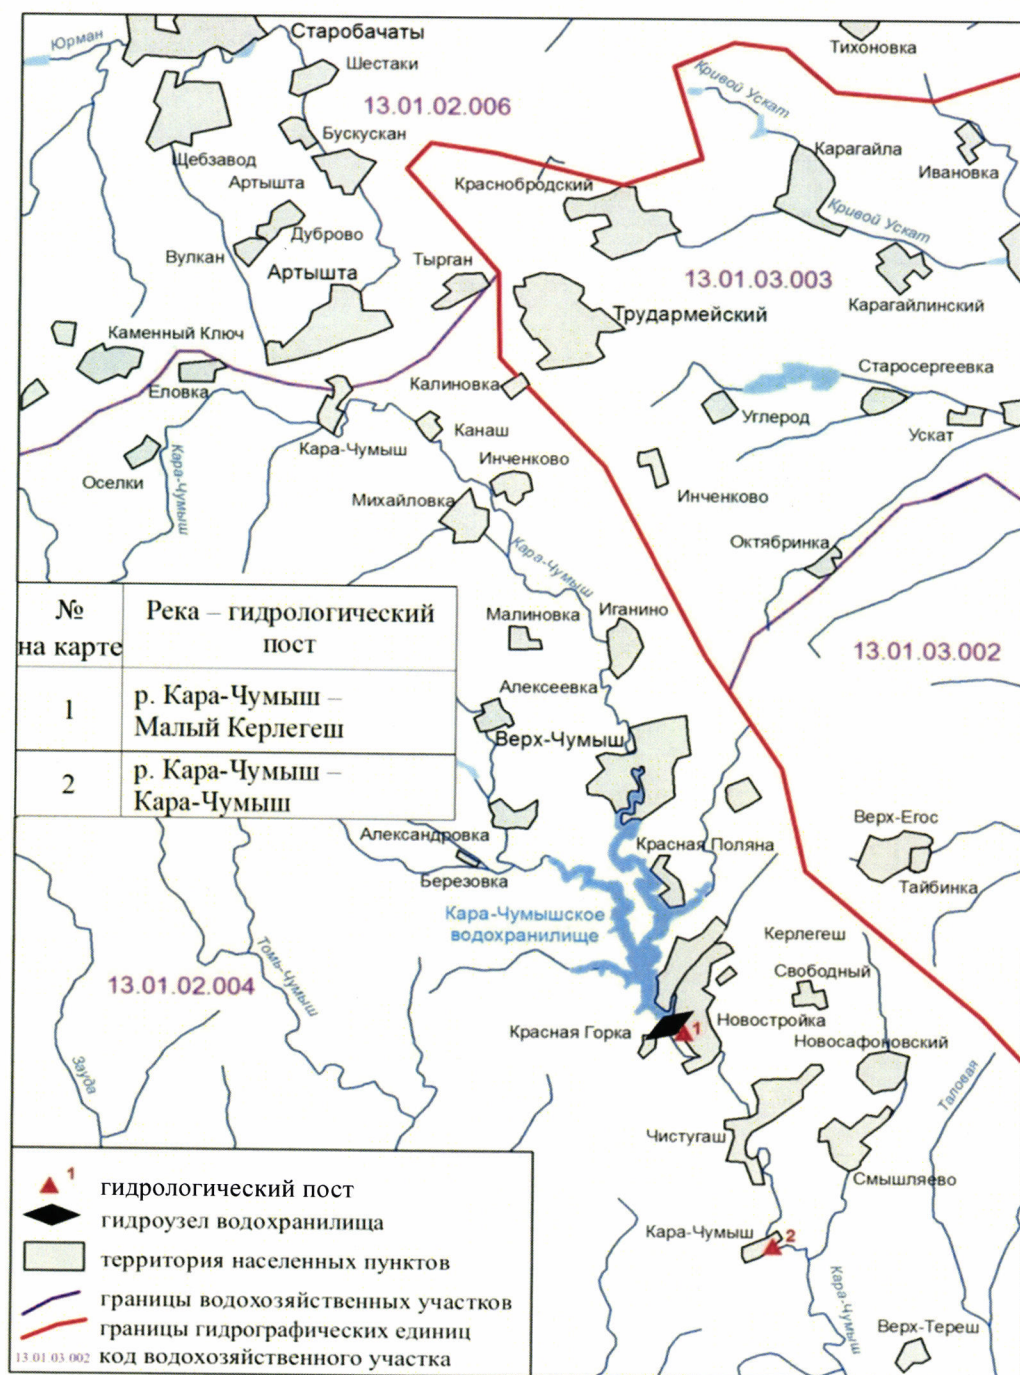 Юрман
Старобачаты
Шестаки
Тихоновка
Кривой Ускат
13.01.02.006
Бускускан
Карагайла
Щебзавод
Ивановка
Артышта
Краснобродский
Кривой Ускат
Дуброво
Вулкан
Тырган
Артышта
13.01.03.003
Карагайлинский
Трудармейский
Каменный Ключ
Старосергеевка
Еловка
Калиновка
Углерод
Ускат
Канаш
Кара-Чумыш
Кара-Чумыш
Инченково
Оселки
Михайловка
Инченково
Октябринка
Кара-Чумыш
№
на карте
Река – гидрологический
пост
1
р. Кара-Чумыш –
Малый Керлегеш
2
р. Кара-Чумыш –
Кара-Чумыш
Малиновка
Иганино
13.01.03.002
Алексеевка
Верх-Чумыш
Верх-Егос
Александровка
Красная Поляна
Тайбинка
Березовка
Кара-Чумышское
водохранилище
Керлегеш
Томь-Чумыш
Свободный
13.01.02.004
Новостройка
Красная Горка
1
Новосафоновский
Зауда
Таловая
Чистугаш
Смышляево
Кара-Чумыш
2
Кара-Чумыш
Верх-Тереш
1
гидрологический пост
гидроузел водохранилища
территория населенных пунктов
границы водохозяйственных участков
границы гидрографических единиц
13.01.03.002 код водохозяйственного участка